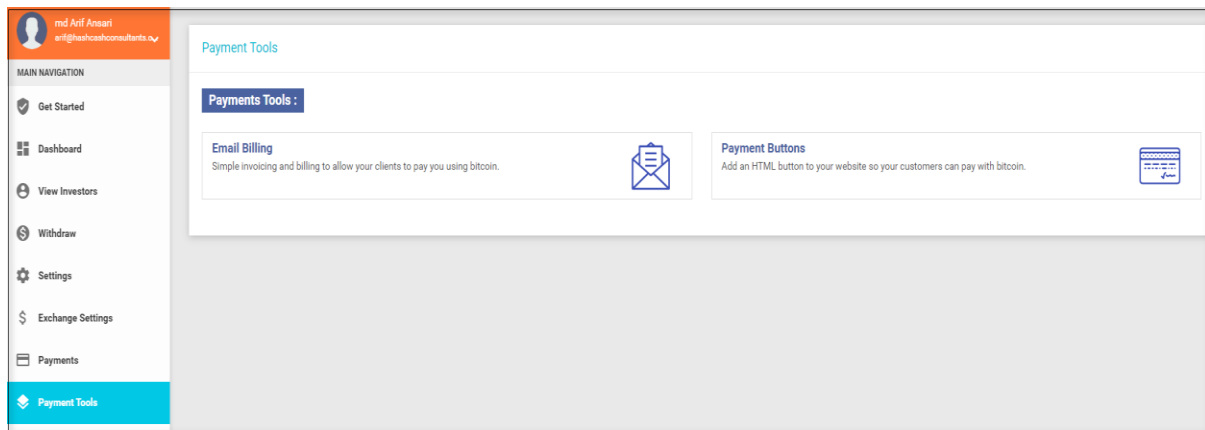 md Arif Ansari
arif@hashcashconsultants.c
MAIN NAVIGATION
Get Started
Dashboard
View Investors
Withdraw
Settings
Exchange Settings
Payments
Payment Tools
Payment Tools
Payments Tools :
Email Billing
Simple invoicing and billing to allow your clients to pay you using bitcoin.
Payment Buttons
Add an HTML button to your website so your customers can pay with bitcoin.